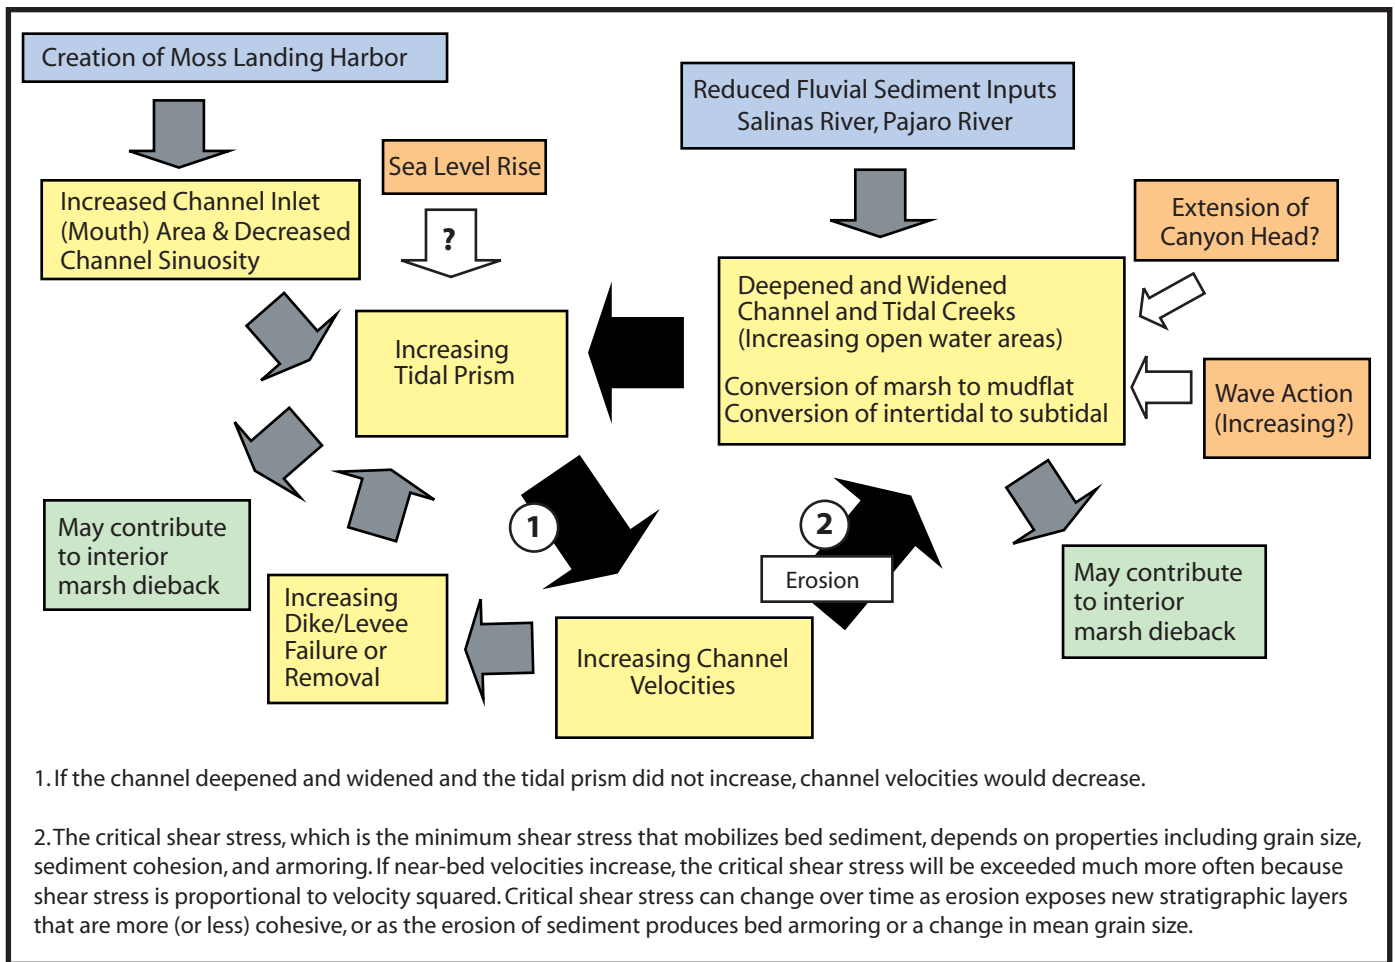 Creation of Moss Landing Harbor
Reduced Fluvial Sediment Inputs
Salinas River, Pajaro River
Sea Level Rise
Increased Channel Inlet
(Mouth) Area & Decreased
Channel Sinuosity
?
Extension of
Canyon Head?
Deepened and Widened
Channel and Tidal Creeks
(Increasing open water areas)
Conversion of marsh to mudflat
Conversion of intertidal to subtidal
Increasing
Tidal Prism
Wave Action
(Increasing?)
1
2
Erosion
May contribute
to interior
marsh dieback
Increasing
Dike/Levee
Failure or
Removal
Increasing Channel
Velocities
May contribute
to interior
marsh dieback
1. If the channel deepened and widened and the tidal prism did not increase, channel velocities would decrease.
2. The critical shear stress, which is the minimum shear stress that mobilizes bed sediment, depends on properties including grain size,
sediment cohesion, and armoring. If near-bed velocities increase, the critical shear stress will be exceeded much more often because
shear stress is proportional to velocity squared. Critical shear stress can change over time as erosion exposes new stratigraphic layers
that are more (or less) cohesive, or as the erosion of sediment produces bed armoring or a change in mean grain size.